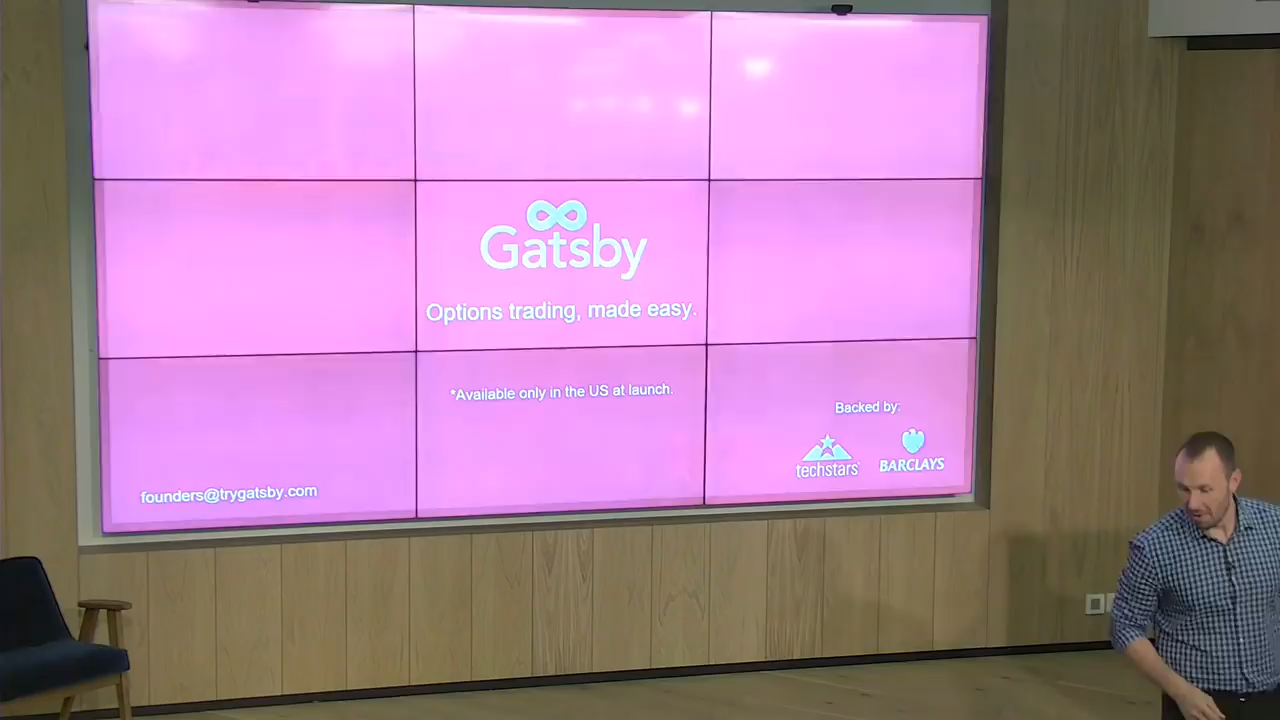 Gatsby
Options trading, made easy.
*Available only in the US at launch.
Backed by:
techstars
BARCLAYS
founders@trygatsby.com